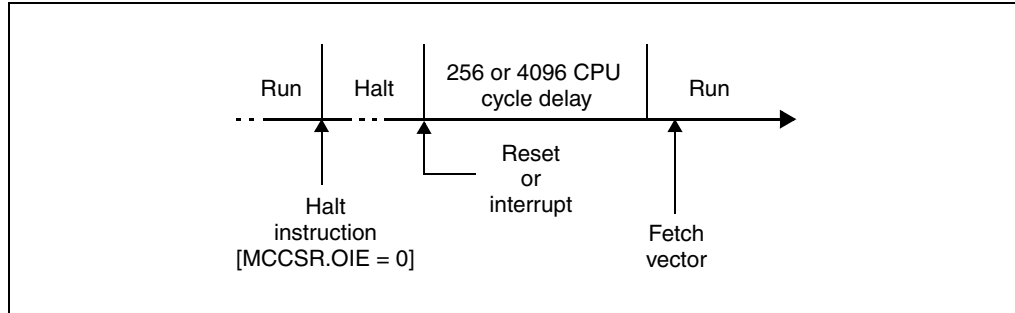 Run
Halt
256 or 4096 CPU
cycle delay
Run
Reset
or
interrupt
Halt
instruction
[MCCSR.OIE = 0]
Fetch
vector